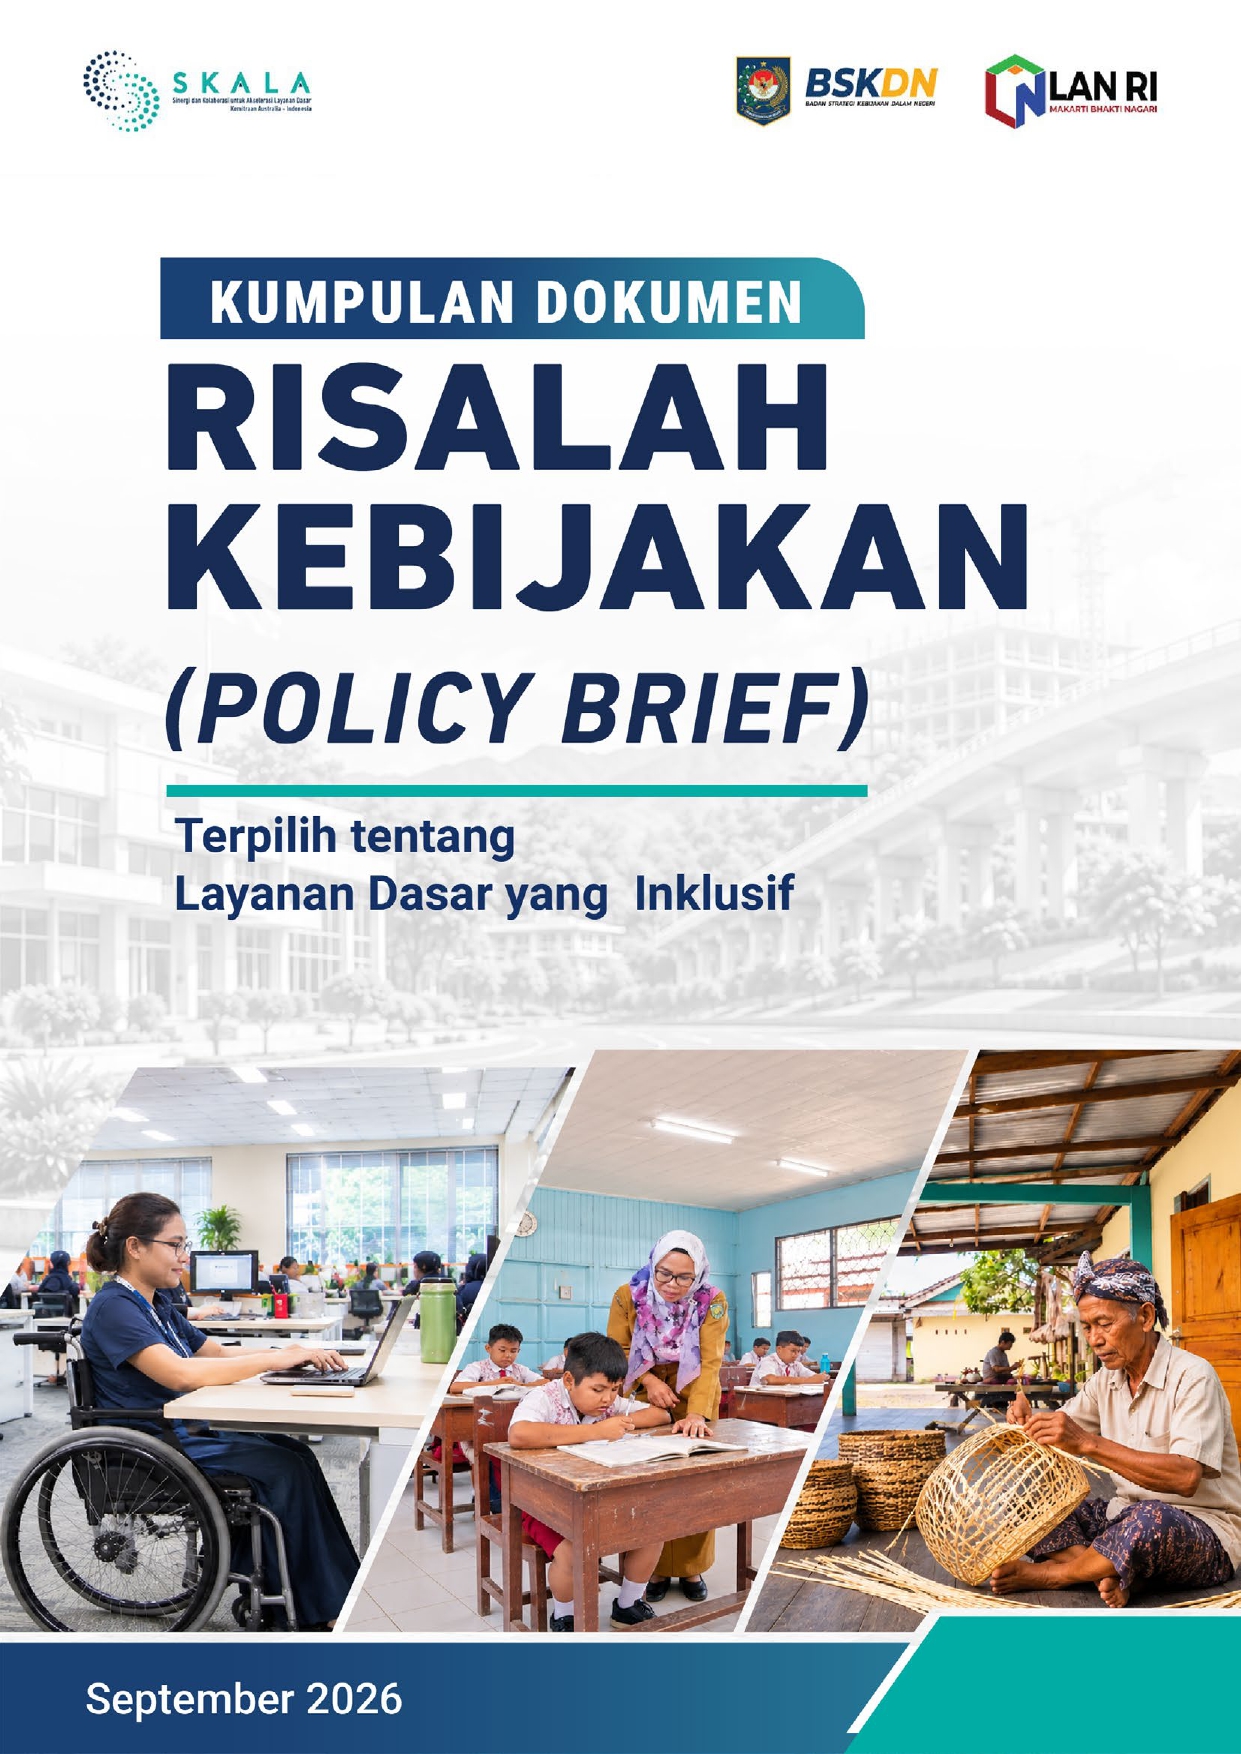 SKALA
Sinergi dan Kolaborasi untuk Akselerasi Layanan Dasar
Kemitraan Australia - Indonesia
BSKDN
BADAN STRATEGI KEBIJAKAN DALAM NEGERI
LAN RI
MAKARTI BHAKTI NAGARI
KUMPULAN DOKUMEN
RISALAH
KEBIJAKAN
(POLICY BRIEF)
Terpilih tentang
Layanan Dasar yang Inklusif
September 2026